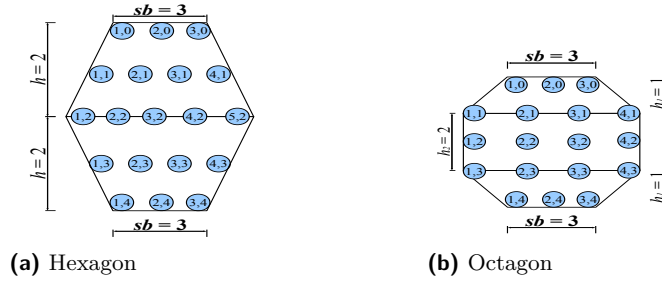 sb = 3
1,0 2,0 3,0
h = 2
1,1 2,1 3,1 4,1
1,2 2,2 3,2 4,2 5,2
h = 2
1,3 2,3 3,3 4,3
1,4 2,4 3,4
sb = 3
(a) Hexagon
sb = 3
1,0 2,0 3,0
h₁ = 1
1,1 2,1 3,1 4,1
h₂ = 2
1,2 2,2 3,2 4,2
1,3 2,3 3,3 4,3
h₁ = 1
1,4 2,4 3,4
sb = 3
(b) Octagon